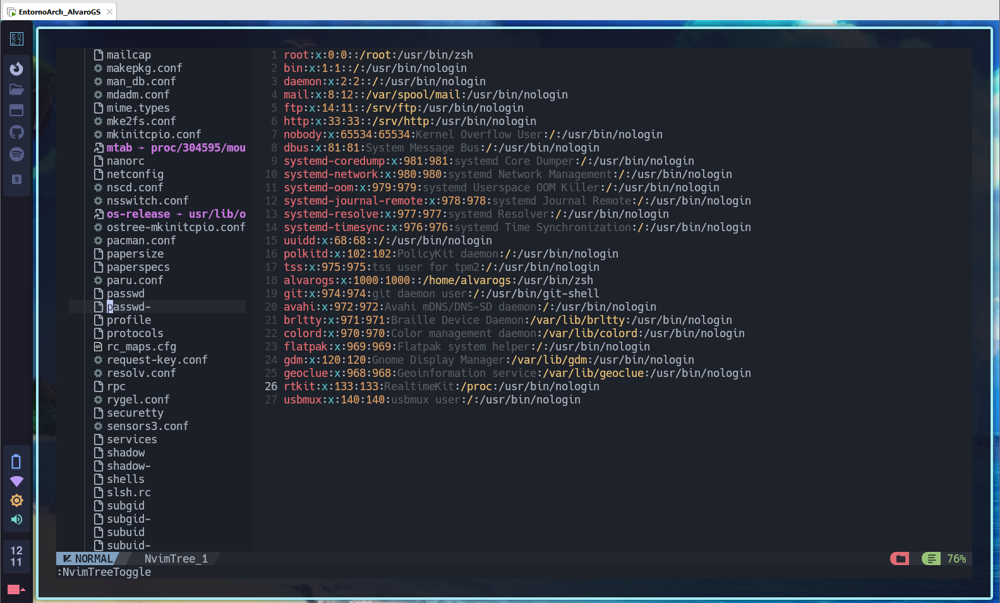 EntornoArch_AlvaroGS
mailcap
makepkg.conf
man_db.conf
mdadm.conf
mime.types
mke2fs.conf
mkinitcpio.conf
mtab → proc/304595/mou
nanorc
netconfig
nscd.conf
nsswitch.conf
os-release → usr/lib/o
ostree-mkinitcpio.conf
pacman.conf
papersize
paperspecs
paru.conf
passwd
passwd-
profile
protocols
rc_maps.cfg
request-key.conf
resolv.conf
rpc
rygel.conf
securetty
sensors3.conf
services
shadow
shadow-
shells
slsh.rc
subgid
subgid-
subuid
subuid-
1 root:x:0:0::/root:/usr/bin/zsh
2 bin:x:1:1::/:/usr/bin/nologin
3 daemon:x:2:2::/:/usr/bin/nologin
4 mail:x:8:12::/var/spool/mail:/usr/bin/nologin
5 ftp:x:14:11::/srv/ftp:/usr/bin/nologin
6 http:x:33:33::/srv/http:/usr/bin/nologin
7 nobody:x:65534:65534:Kernel Overflow User:/:/usr/bin/nologin
8 dbus:x:81:81:System Message Bus:/:/usr/bin/nologin
9 systemd-coredump:x:981:981:systemd Core Dumper:/:/usr/bin/nologin
10 systemd-network:x:980:980:systemd Network Management:/:/usr/bin/nologin
11 systemd-oom:x:979:979:systemd Userspace OOM Killer:/:/usr/bin/nologin
12 systemd-journal-remote:x:978:978:systemd Journal Remote:/:/usr/bin/nologin
13 systemd-resolve:x:977:977:systemd Resolver:/:/usr/bin/nologin
14 systemd-timesync:x:976:976:systemd Time Synchronization:/:/usr/bin/nologin
15 uuidd:x:68:68::/:/usr/bin/nologin
16 polkitd:x:102:102:PolicyKit daemon:/:/usr/bin/nologin
17 tss:x:975:975:tss user for tpm2:/:/usr/bin/nologin
18 alvarogs:x:1000:1000::/home/alvarogs:/usr/bin/zsh
19 git:x:974:974:git daemon user:/:/usr/bin/git-shell
20 avahi:x:972:972:Avahi mDNS/DNS-SD daemon:/:/usr/bin/nologin
21 brltty:x:971:971:Braille Device Daemon:/var/lib/brltty:/usr/bin/nologin
22 colord:x:970:970:Color management daemon:/var/lib/colord:/usr/bin/nologin
23 flatpak:x:969:969:Flatpak system helper:/:/usr/bin/nologin
24 gdm:x:120:120:Gnome Display Manager:/var/lib/gdm:/usr/bin/nologin
25 geoclue:x:968:968:Geoinformation service:/var/lib/geoclue:/usr/bin/nologin
26 rtkit:x:133:133:RealtimeKit:/proc:/usr/bin/nologin
27 usbmux:x:140:140:usbmux user:/:/usr/bin/nologin
9
12
11
NORMAL NvimTree_1 76%
:NvimTreeToggle